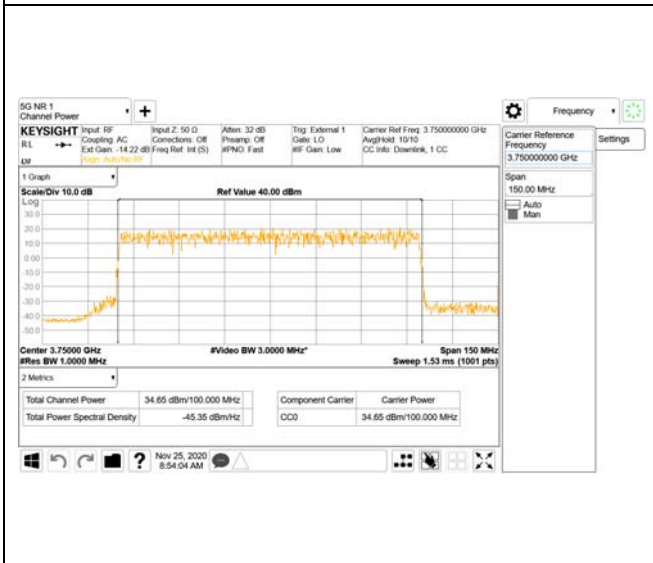 5G NR 1
Channel Power
Frequency
KEYSIGHT
RL
Input: RF
Coupling: AC
Ext Gain: -14.22 dB
Align: Auto/No RF
Input Z: 50 Ω
Corrections: Off
Freq Ref: Int (S)
Atten: 32 dB
Preamp: Off
#PNO: Fast
Trig: External 1
Gate: LO
#IF Gain: Low
Carrier Ref Freq: 3.750000000 GHz
Avg|Hold: 10/10
CC Info: Downlink, 1 CC
Carrier Reference
Frequency
3.750000000 GHz
Settings
Span
150.00 MHz
Auto
Man
1 Graph
Scale/Div 10.0 dB
Ref Value 40.00 dBm
Log
30.0
20.0
10.0
0.00
-10.0
-20.0
-30.0
-40.0
-50.0
Center 3.75000 GHz
#Video BW 3.0000 MHz*
Span 150 MHz
#Res BW 1.0000 MHz
Sweep 1.53 ms (1001 pts)
2 Metrics
Total Channel Power 34.65 dBm/100.000 MHz
Total Power Spectral Density -45.35 dBm/Hz
Component Carrier Carrier Power
CC0 34.65 dBm/100.000 MHz
Nov 25, 2020
8:54:04 AM